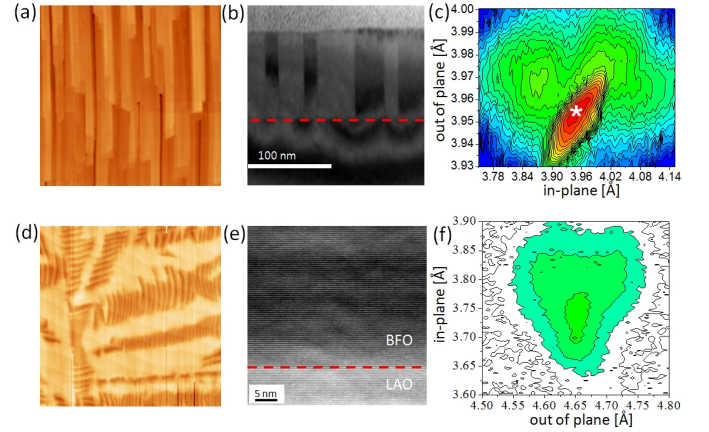 (a)
(b)
100 nm
(c)
out of plane [Å]
4.00
3.99
3.98
3.97
3.96
3.95
3.94
3.93
*
3.78 3.84 3.90 3.96 4.02 4.08 4.14
in-plane [Å]
(d)
(e)
BFO
LAO
5 nm
(f)
in-plane [Å]
3.90
3.85
3.80
3.75
3.70
3.65
3.60
4.50 4.55 4.60 4.65 4.70 4.75 4.80
out of plane [Å]